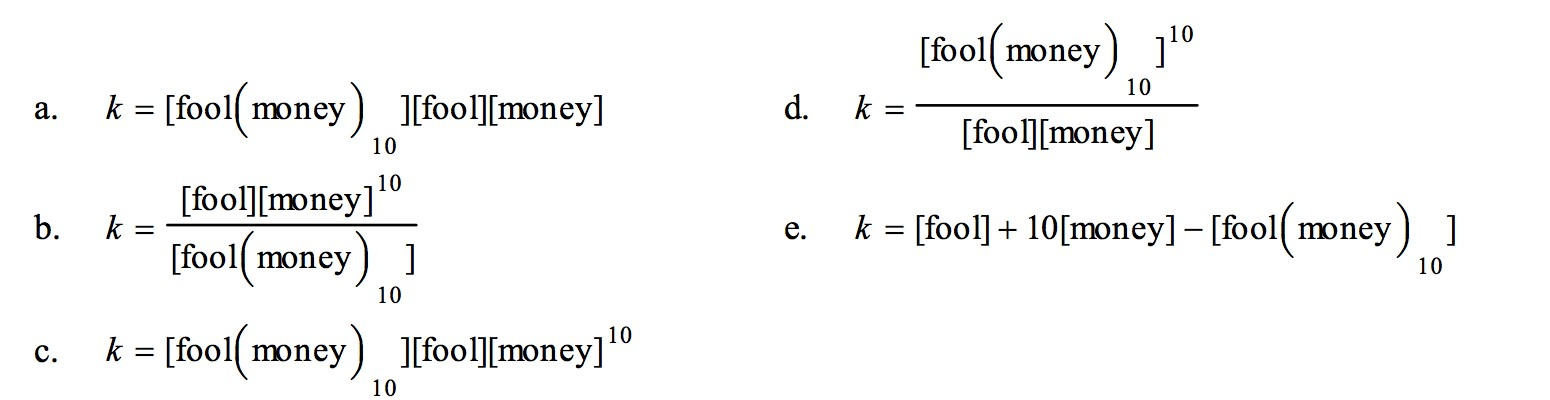 a. k = [fool(money)₁₀][fool][money]
b. k = [fool][money]¹⁰ / [fool(money)₁₀]
c. k = [fool(money)₁₀][fool][money]¹⁰
d. k = [fool(money)₁₀]¹⁰ / [fool][money]
e. k = [fool] + 10[money] – [fool(money)₁₀]